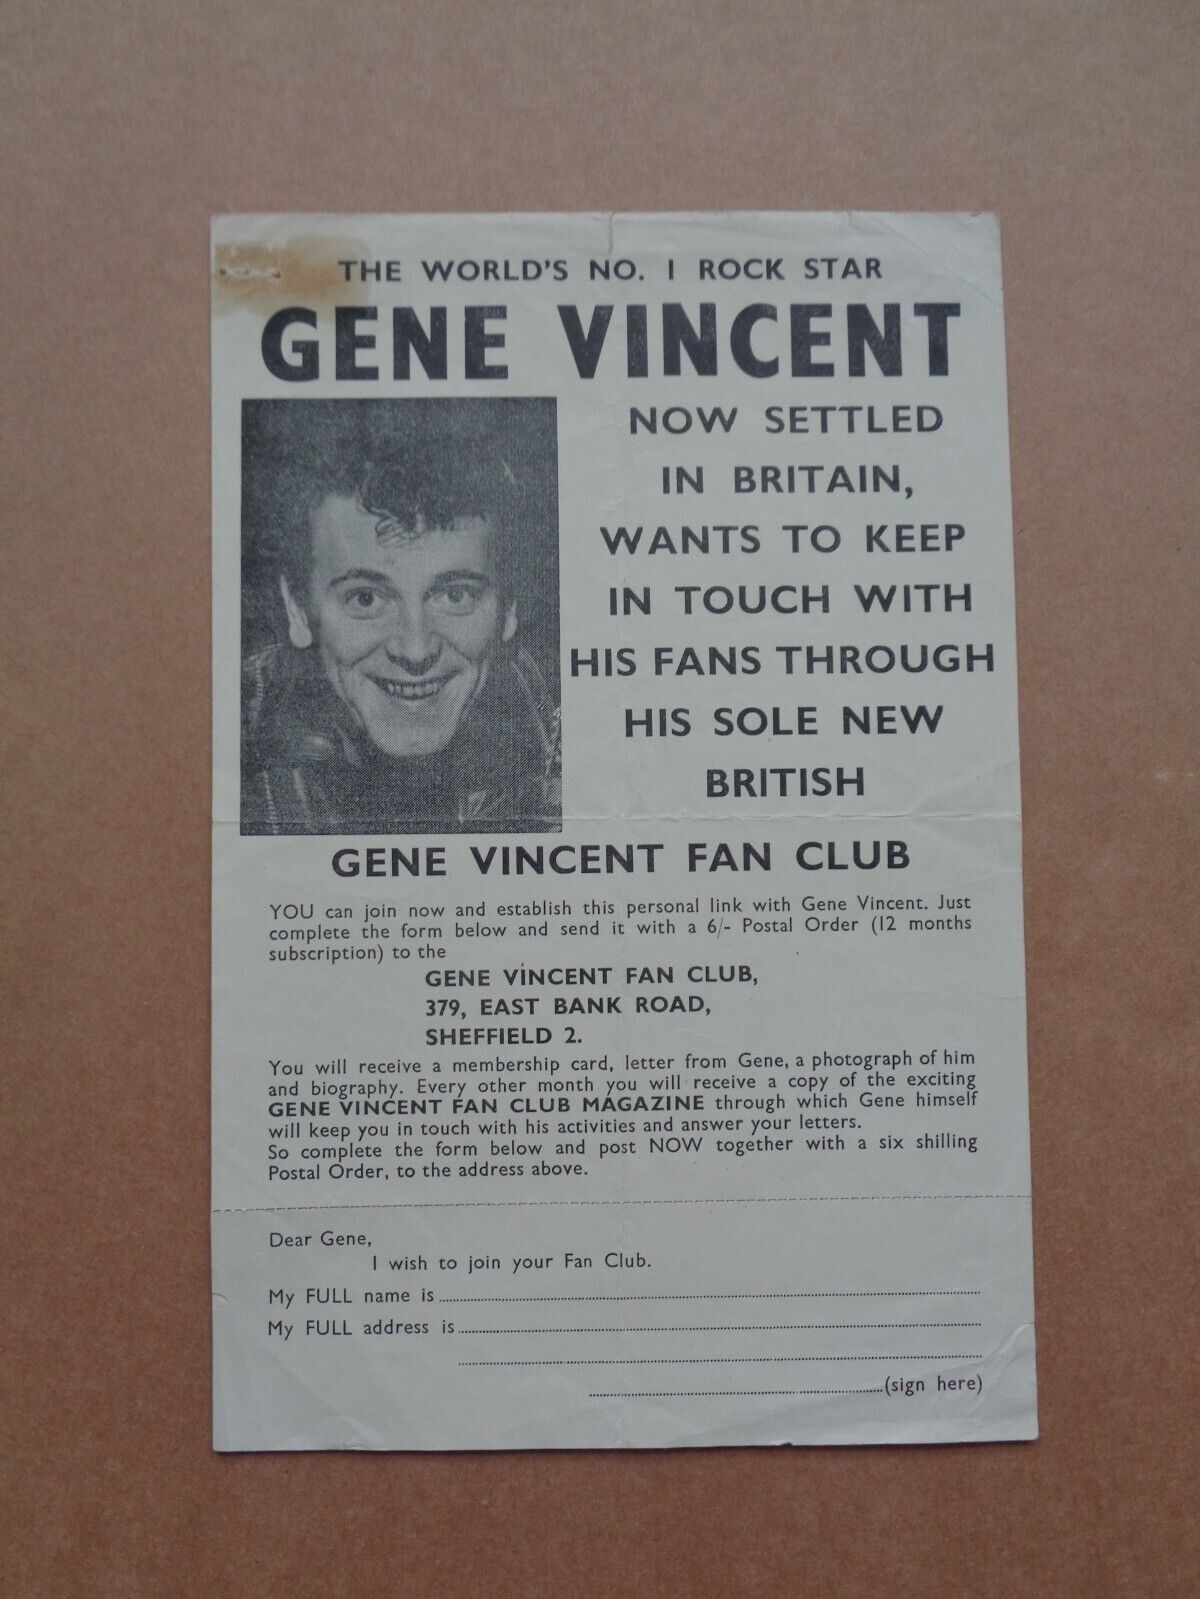 THE WORLD'S NO. 1 ROCK STAR
GENE VINCENT
NOW SETTLED
IN BRITAIN,
WANTS TO KEEP
IN TOUCH WITH
HIS FANS THROUGH
HIS SOLE NEW
BRITISH
GENE VINCENT FAN CLUB
YOU can join now and establish this personal link with Gene Vincent. Just
complete the form below and send it with a 6/- Postal Order (12 months
subscription) to the
GENE VINCENT FAN CLUB,
379, EAST BANK ROAD,
SHEFFIELD 2.
You will receive a membership card, letter from Gene, a photograph of him
and biography. Every other month you will receive a copy of the exciting
GENE VINCENT FAN CLUB MAGAZINE through which Gene himself
will keep you in touch with his activities and answer your letters.
So complete the form below and post NOW together with a six shilling
Postal Order, to the address above.
Dear Gene,
I wish to join your Fan Club.
My FULL name is
My FULL address is
(sign here)